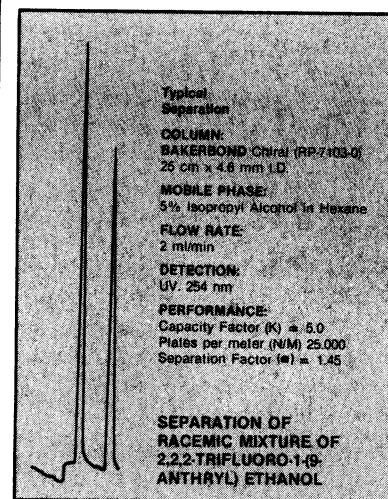 Typical
Separation
COLUMN:
BAKERBOND Chiral (RP-7103-0)
25 cm x 4.6 mm I.D.
MOBILE PHASE:
5% Isopropyl Alcohol in Hexane
FLOW RATE:
2 ml/min
DETECTION:
UV. 254 nm
PERFORMANCE:
Capacity Factor (K) = 5.0
Plates per meter (N/M) 25.000
Separation Factor (α) = 1.45
SEPARATION OF
RACEMIC MIXTURE OF
2,2,2-TRIFLUORO-1-(9-
ANTHRYL) ETHANOL